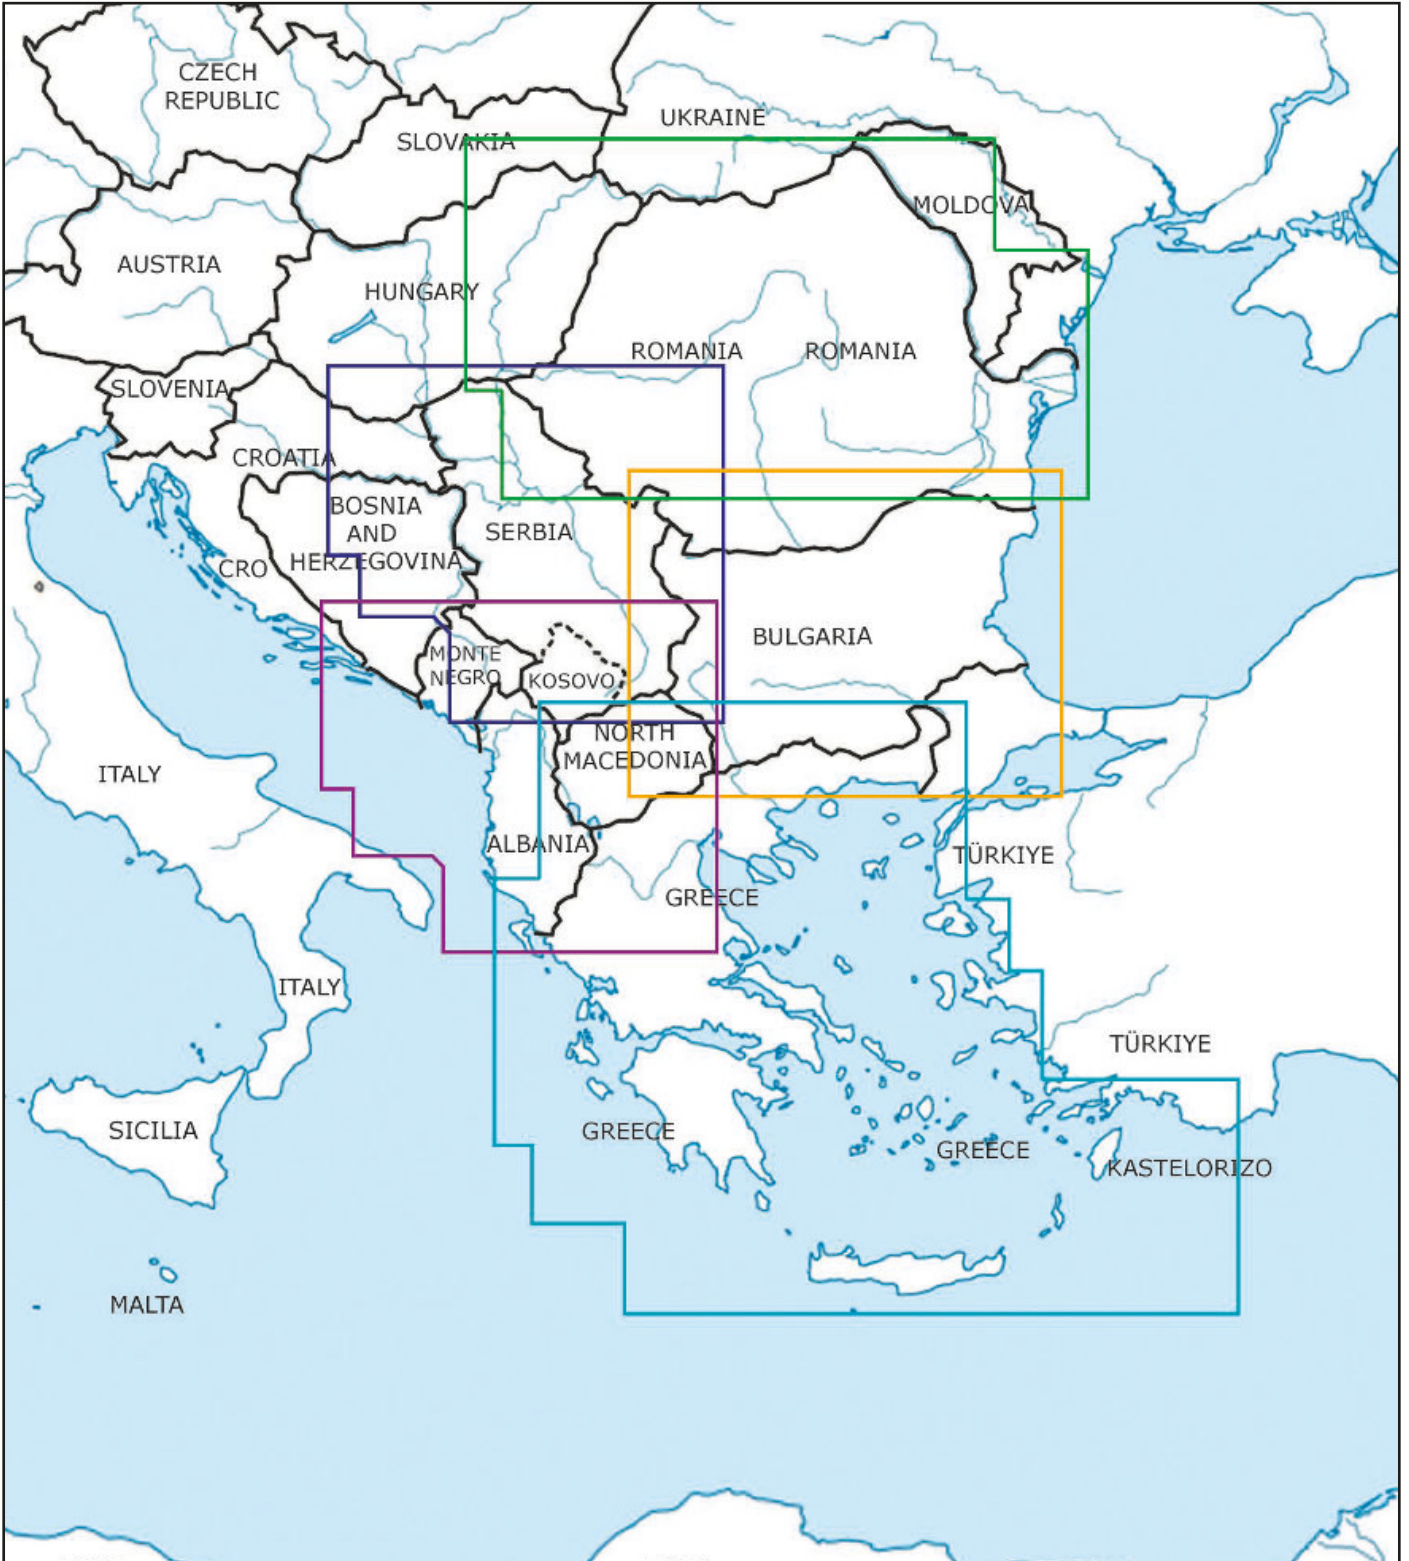 CZECH
REPUBLIC
UKRAINE
SLOVAKIA
MOLDOVA
AUSTRIA
HUNGARY
ROMANIA
ROMANIA
SLOVENIA
CROATIA
BOSNIA
AND
HERZEGOVINA
SERBIA
CRO
BULGARIA
MONTE
NEGRO
KOSOVO
NORTH
MACEDONIA
ITALY
ALBANIA
TÜRKIYE
GREECE
ITALY
TÜRKIYE
SICILIA
GREECE
GREECE
KASTELORIZO
MALTA